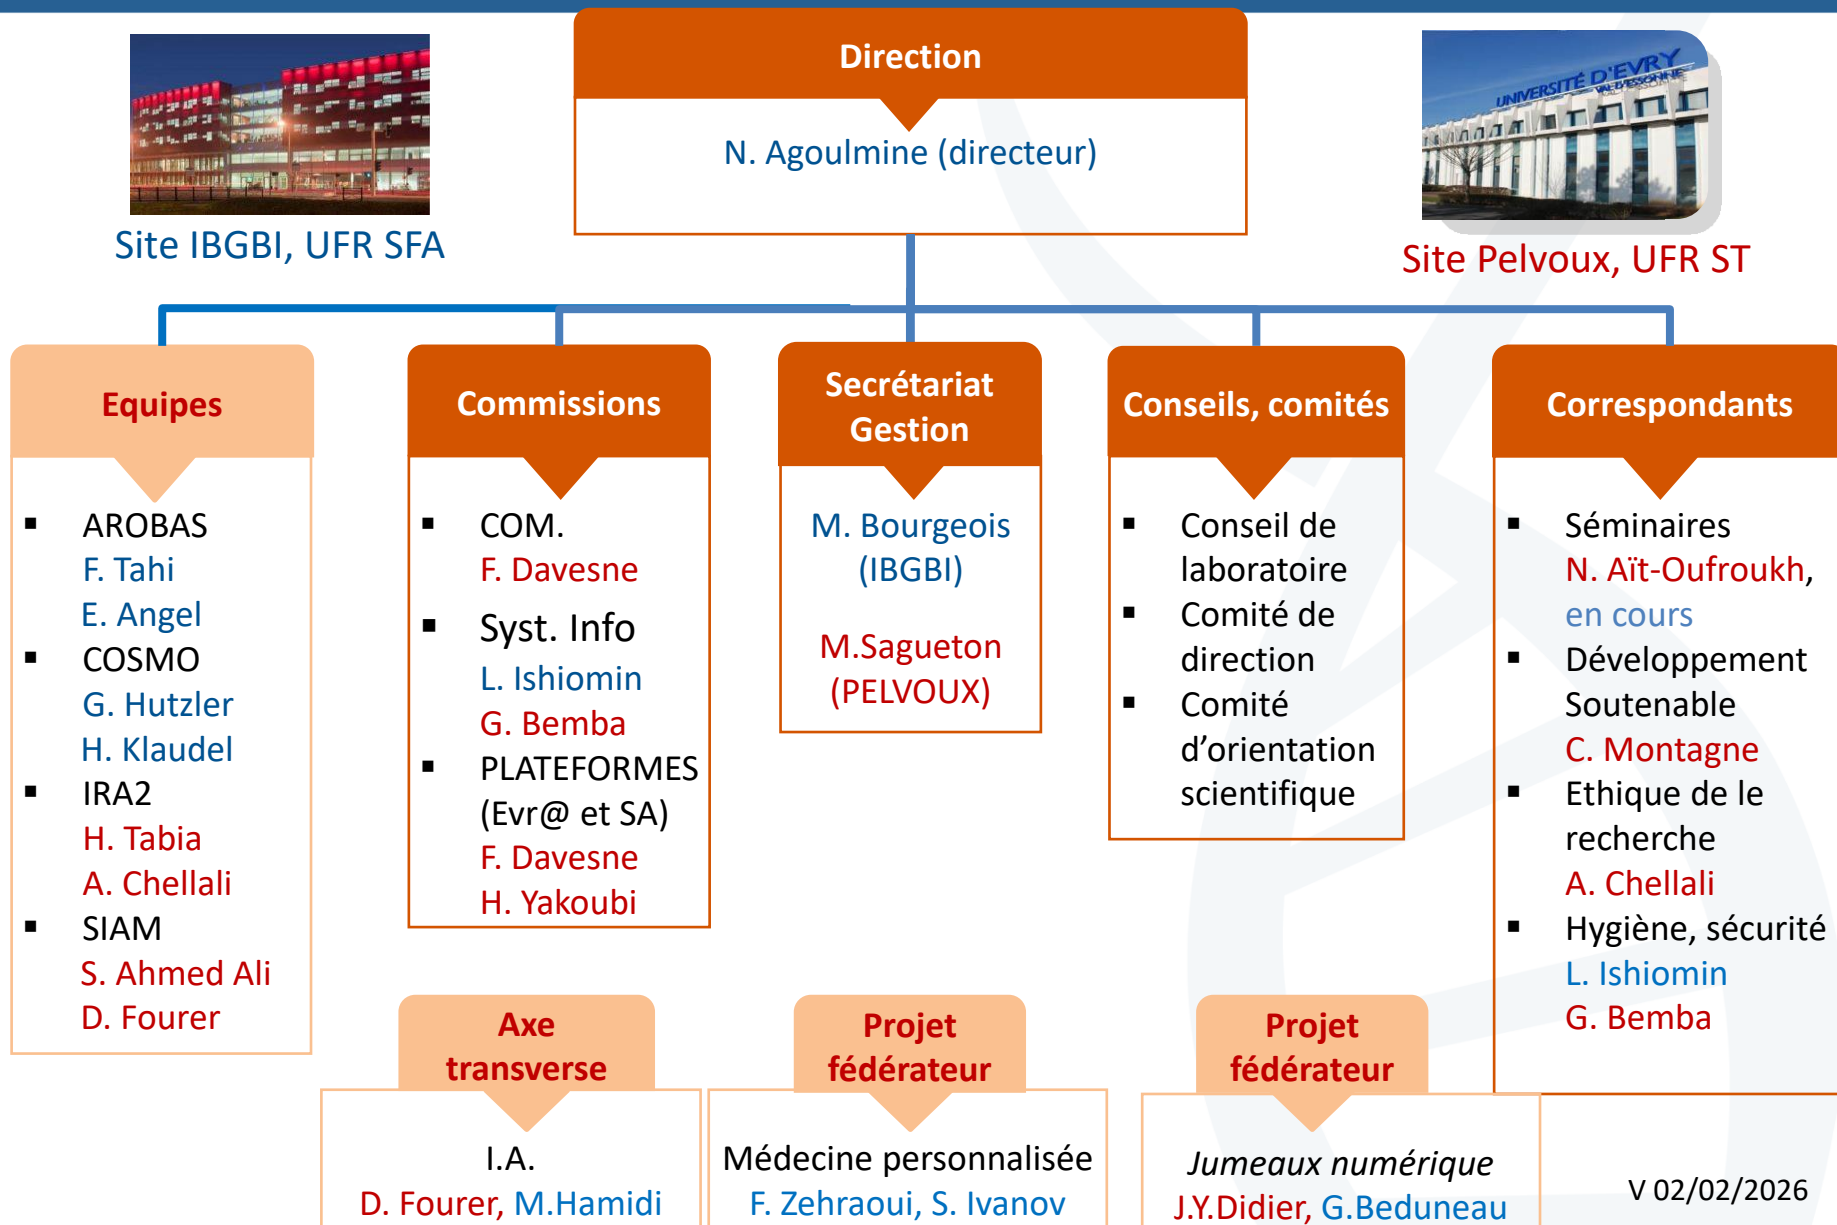 Direction
N. Agoulmine (directeur)
UNIVERSITÉ D'EVRY
VAL D'ESSONNE
Site IBGBI, UFR SFA
Site Pelvoux, UFR ST
Equipes
AROBAS
F. Tahi
E. Angel
COSMO
G. Hutzler
H. Klaudel
IRA2
H. Tabia
A. Chellali
SIAM
S. Ahmed Ali
D. Fourer
Commissions
COM.
F. Davesne
Syst. Info
L. Ishiomin
G. Bemba
PLATEFORMES
(Evr@ et SA)
F. Davesne
H. Yakoubi
Secrétariat
Gestion
M. Bourgeois
(IBGBI)
M.Sagueton
(PELVOUX)
Conseils, comités
Conseil de
laboratoire
Comité de
direction
Comité
d’orientation
scientifique
Correspondants
Séminaires
N. Aït-Oufroukh,
en cours
Développement
Soutenable
C. Montagne
Ethique de le
recherche
A. Chellali
Hygiène, sécurité
L. Ishiomin
G. Bemba
Axe
transverse
I.A.
D. Fourer, M.Hamidi
Projet
fédérateur
Médecine personnalisée
F. Zehraoui, S. Ivanov
Projet
fédérateur
Jumeaux numérique
J.Y.Didier, G.Beduneau
V 02/02/2026